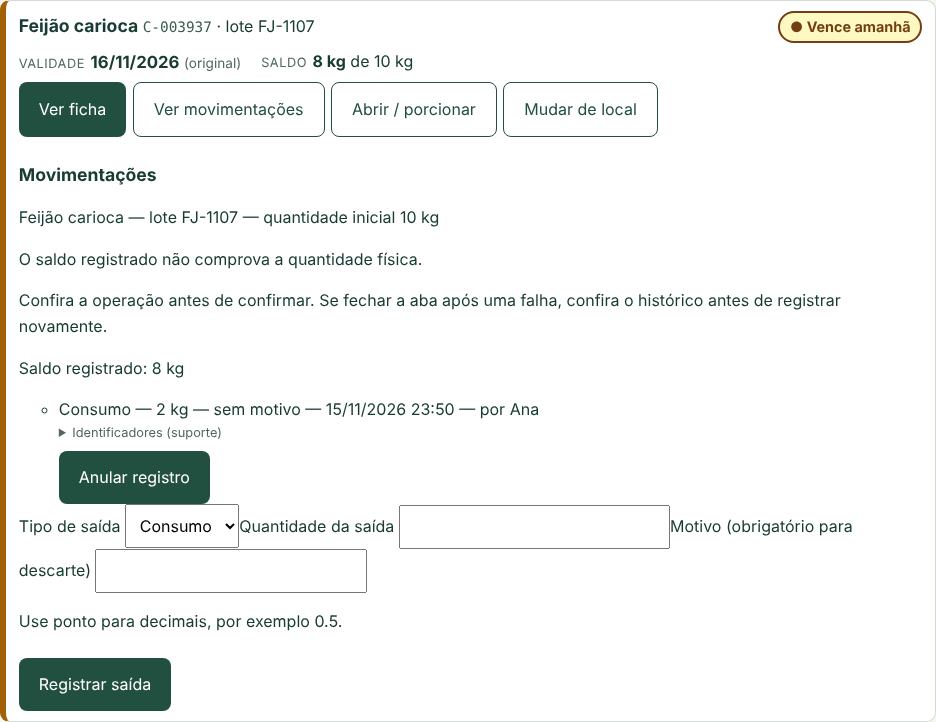 Feijão carioca C-003937 · lote FJ-1107
Vence amanhã
VALIDADE 16/11/2026 (original) SALDO 8 kg de 10 kg
Ver ficha
Ver movimentações
Abrir / porcionar
Mudar de local
Movimentações
Feijão carioca — lote FJ-1107 — quantidade inicial 10 kg
O saldo registrado não comprova a quantidade física.
Confira a operação antes de confirmar. Se fechar a aba após uma falha, confira o histórico antes de registrar
novamente.
Saldo registrado: 8 kg
Consumo — 2 kg — sem motivo — 15/11/2026 23:50 — por Ana
Identificadores (suporte)
Anular registro
Tipo de saída Consumo Quantidade da saída Motivo (obrigatório para
descarte)
Use ponto para decimais, por exemplo 0.5.
Registrar saída